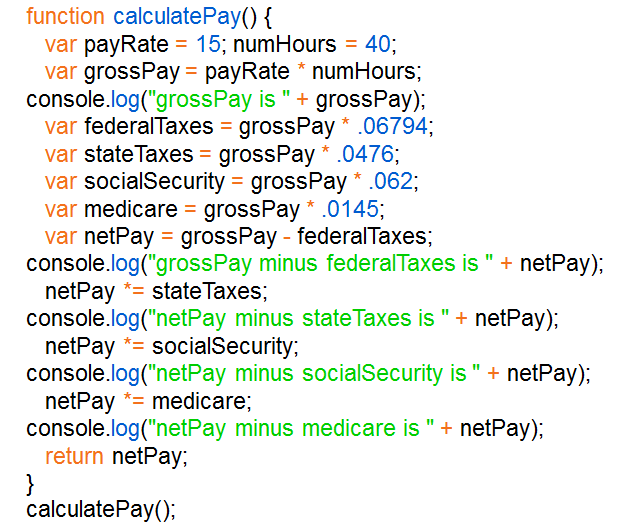 function calculatePay() {
var payRate = 15; numHours = 40;
var grossPay = payRate * numHours;
console.log("grossPay is " + grossPay);
var federalTaxes = grossPay * .06794;
var stateTaxes = grossPay * .0476;
var socialSecurity = grossPay * .062;
var medicare = grossPay * .0145;
var netPay = grossPay - federalTaxes;
console.log("grossPay minus federalTaxes is " + netPay);
netPay *= stateTaxes;
console.log("netPay minus stateTaxes is " + netPay);
netPay *= socialSecurity;
console.log("netPay minus socialSecurity is " + netPay);
netPay *= medicare;
console.log("netPay minus medicare is " + netPay);
return netPay;
}
calculatePay();